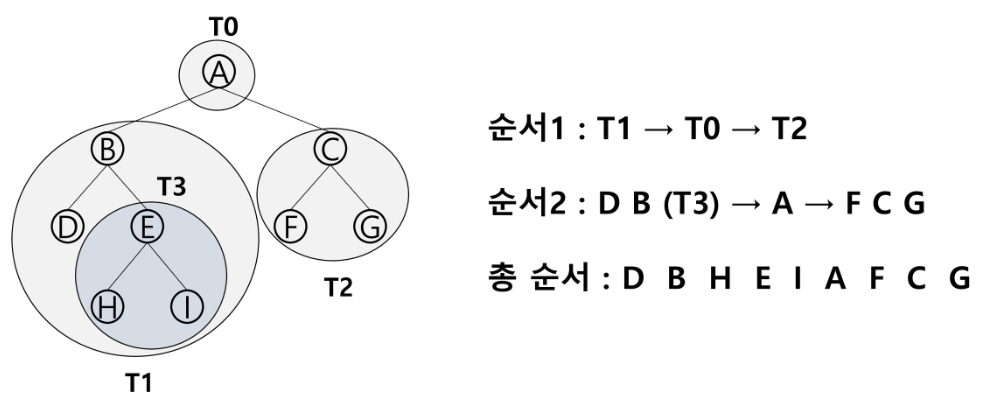 T0
A
B
C
T3
D
E
F
G
H
I
T2
T1
순서1 : T1 → T0 → T2
순서2 : D B (T3) → A → F C G
총 순서 : D B H E I A F C G